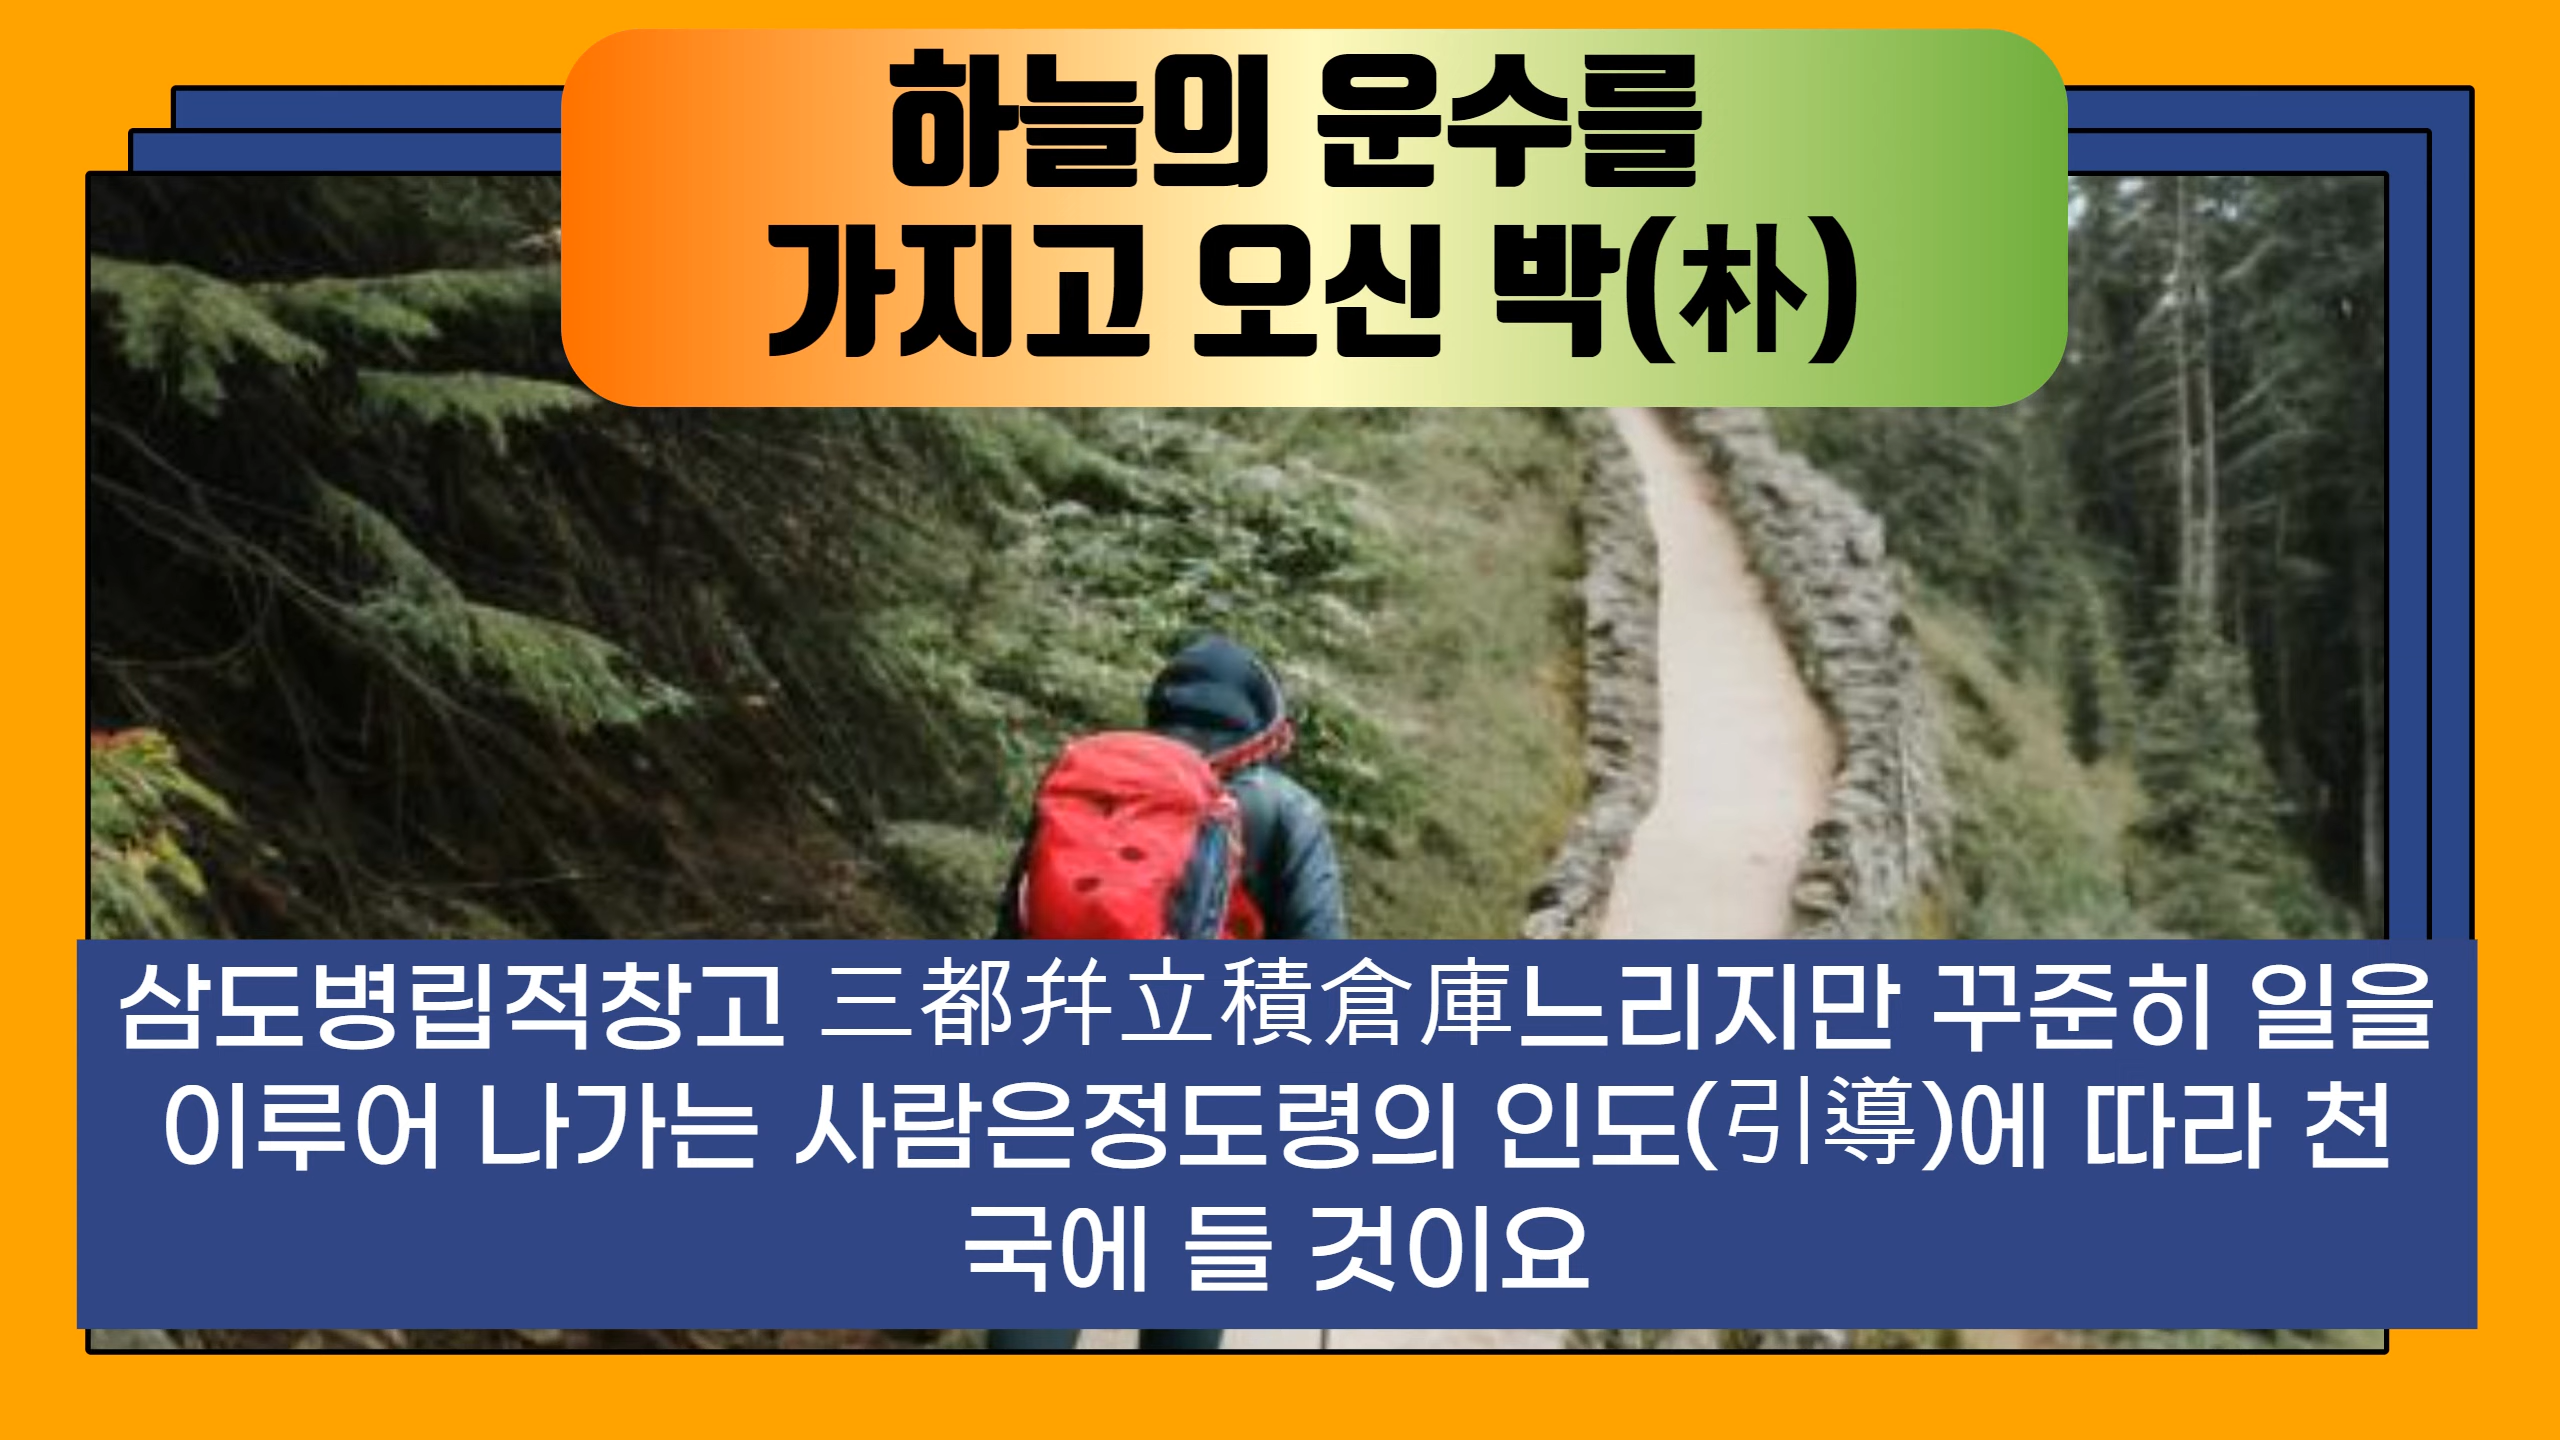 하늘의 운수를
가지고 오신 박(朴)
삼도병립적창고 三都幷立積倉庫느리지만 꾸준히 일을
이루어 나가는 사람은정도령의 인도(引導)에 따라 천
국에 들 것이요